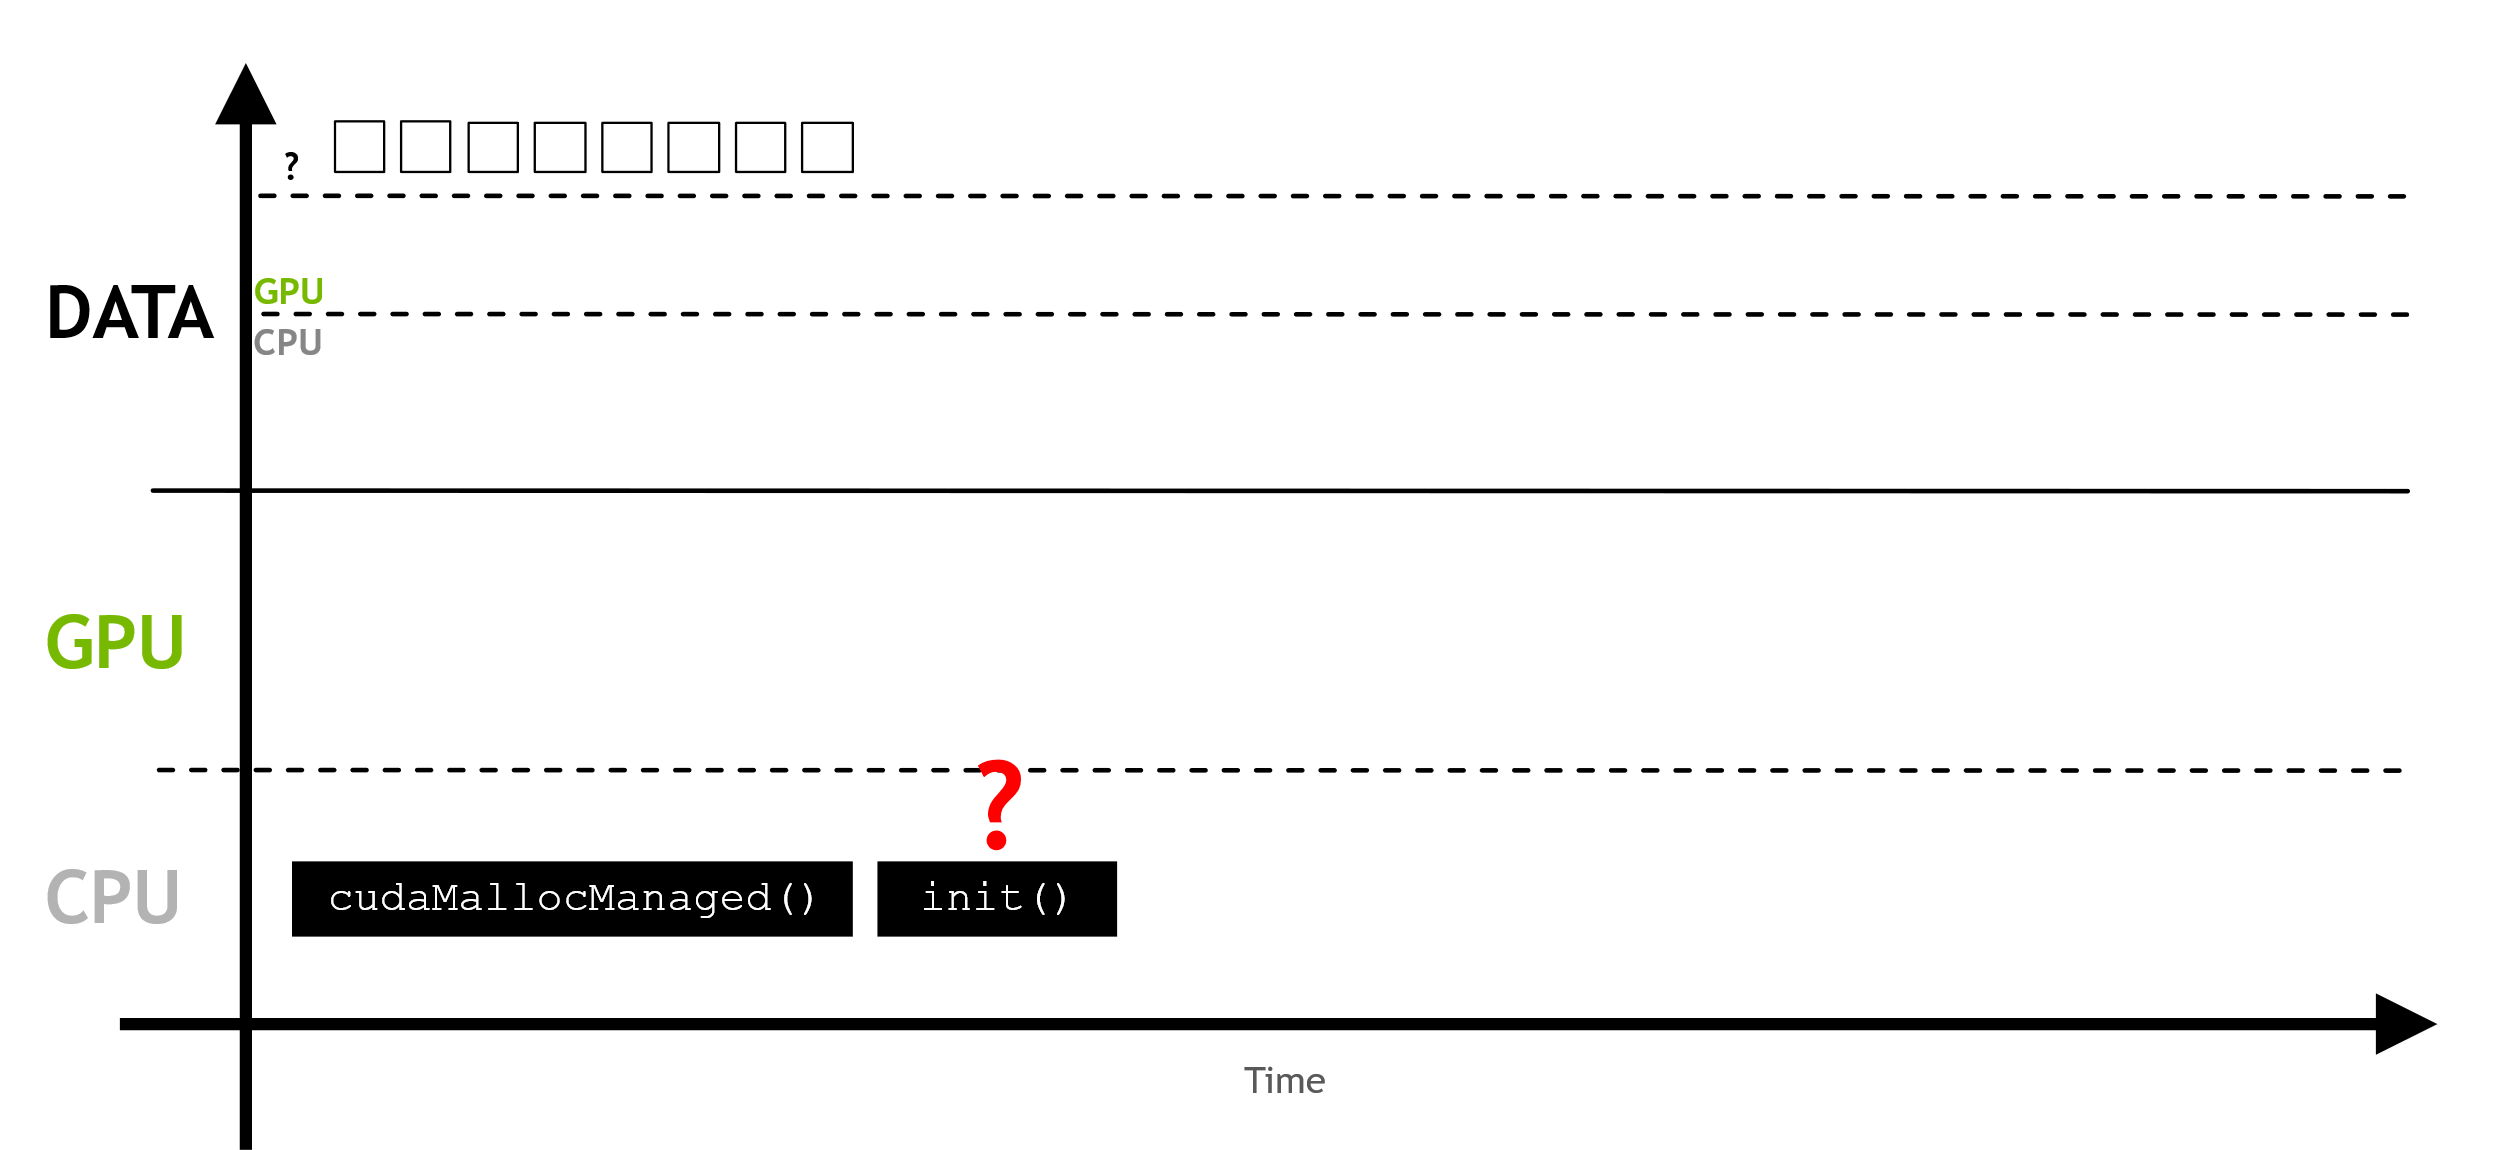 ?
GPU
DATA
CPU
GPU
?
CPU
cudaMallocManaged()
init()
Time